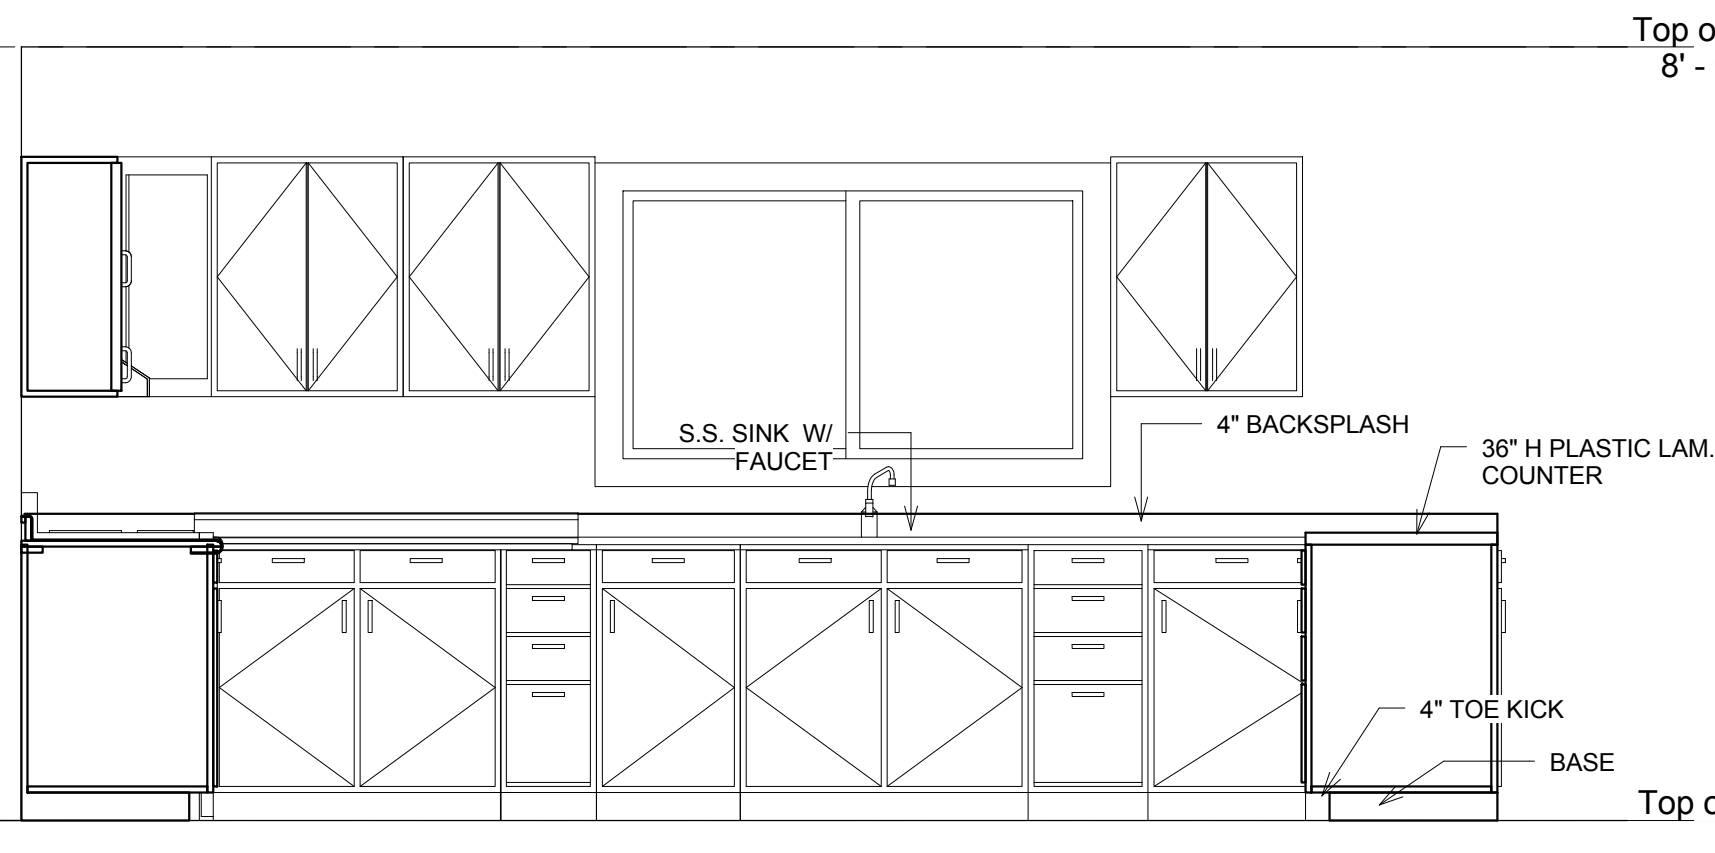 Top o
8' -
4" BACKSPLASH
S.S. SINK W/
FAUCET
36" H PLASTIC LAM.
COUNTER
4" TOE KICK
BASE
Top